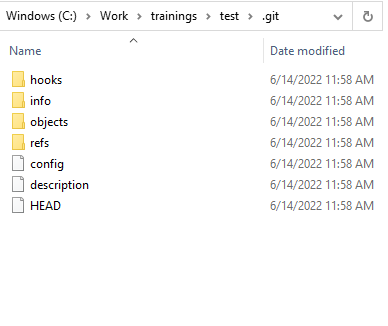 Windows (C:) > Work > trainings > test > .git
Name Date modified
hooks 6/14/2022 11:58 AM
info 6/14/2022 11:58 AM
objects 6/14/2022 11:58 AM
refs 6/14/2022 11:58 AM
config 6/14/2022 11:58 AM
description 6/14/2022 11:58 AM
HEAD 6/14/2022 11:58 AM